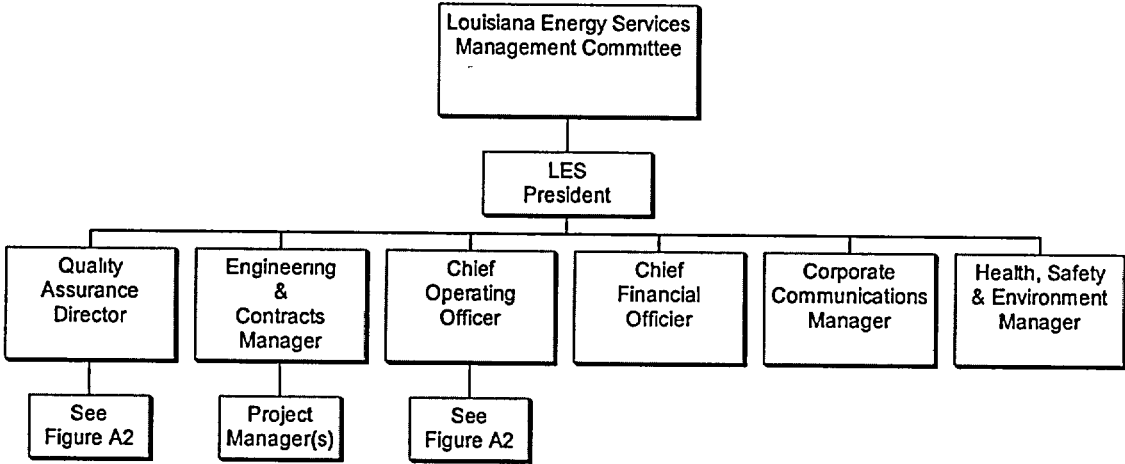 Louisiana Energy Services
Management Committee
LES
President
Quality
Assurance
Director
Engineering
&
Contracts
Manager
Chief
Operating
Officer
Chief
Financial
Officier
Corporate
Communications
Manager
Health, Safety
& Environment
Manager
See
Figure A2
Project
Manager(s)
See
Figure A2